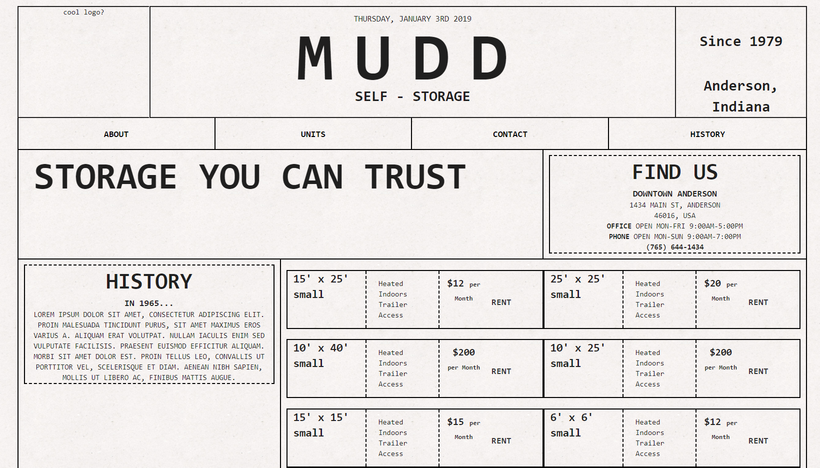 cool logo?
THURSDAY, JANUARY 3RD 2019
MUDD
SELF - STORAGE
Since 1979
Anderson,
Indiana
ABOUT
UNITS
CONTACT
HISTORY
STORAGE YOU CAN TRUST
FIND US
DOWNTOWN ANDERSON
1434 MAIN ST, ANDERSON
46016, USA
OFFICE OPEN MON-FRI 9:00AM-5:00PM
PHONE OPEN MON-SUN 9:00AM-7:00PM
(765) 644-1434
HISTORY
IN 1965...
LOREM IPSUM DOLOR SIT AMET, CONSECTETUR ADIPISCING ELIT.
PROIN MALESUADA TINCIDUNT PURUS, SIT AMET MAXIMUS EROS
VARIUS A. ALIQUAM ERAT VOLUTPAT. NULLAM IACULIS ENIM SED
VULPUTATE FACILISIS. PRAESENT EUISMOD EFFICITUR ALIQUAM.
MORBI SIT AMET DOLOR EST. PROIN TELLUS LEO, CONVALLIS UT
PORTTITOR VEL, SCELERISQUE ET DIAM. AENEAN NIBH SAPIEN,
MOLLIS UT LIBERO AC, FINIBUS MATTIS AUGUE.
15' x 25'
small
Heated
Indoors
Trailer
Access
$12 per
Month
RENT
25' x 25'
small
Heated
Indoors
Trailer
Access
$20 per
Month
RENT
10' x 40'
small
Heated
Indoors
Trailer
Access
$200
per Month
RENT
10' x 25'
small
Heated
Indoors
Trailer
Access
$200
per Month
RENT
15' x 15'
small
Heated
Indoors
Trailer
Access
$15 per
Month
RENT
6' x 6'
small
Heated
Indoors
Trailer
Access
$12 per
Month
RENT